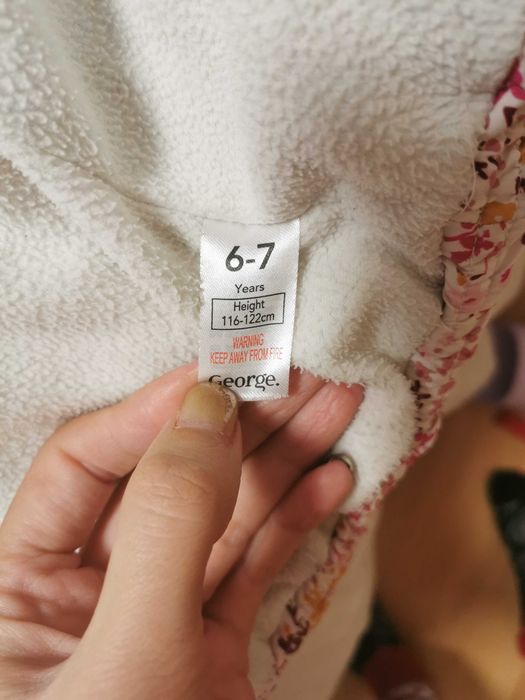 6-7
Years
Height
116-122cm
WARNING
KEEP AWAY FROM FIRE
George.